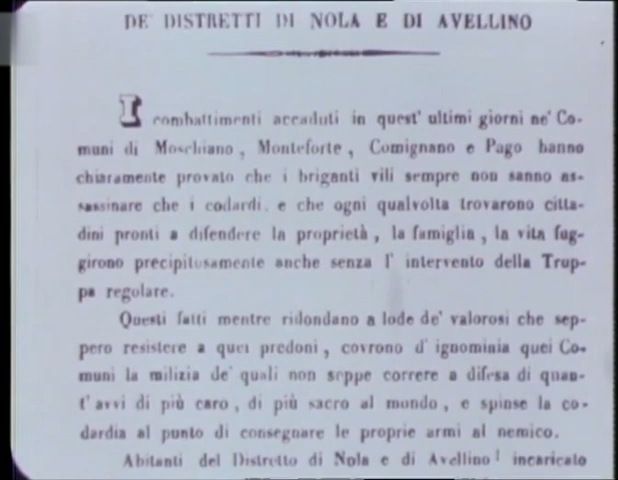 DE' DISTRETTI DI NOLA E DI AVELLINO
I combattimenti accaduti in quest' ultimi giorni ne' Co-
muni di Moschiano, Monteforte, Comignano e Pago hanno
chiaramente provato che i briganti vili sempre non sanno as-
sassinare che i codardi, e che ogni qualvolta trovarono citta-
dini pronti a difendere la proprietà, la famiglia, la vita fug-
girono precipitosamente anche senza l' intervento della Trup-
pa regolare.
Questi fatti mentre ridondano a lode de' valorosi che sep-
pero resistere a quei predoni, covrono d' ignominia quei Co-
muni la milizia de' quali non seppe correre a difesa di quan-
t' avvi di più caro, di più sacro al mondo, e spinse la co-
dardia al punto di consegnare le proprie armi al nemico.
Abitanti del Distretto di Nola e di Avellino! incaricato